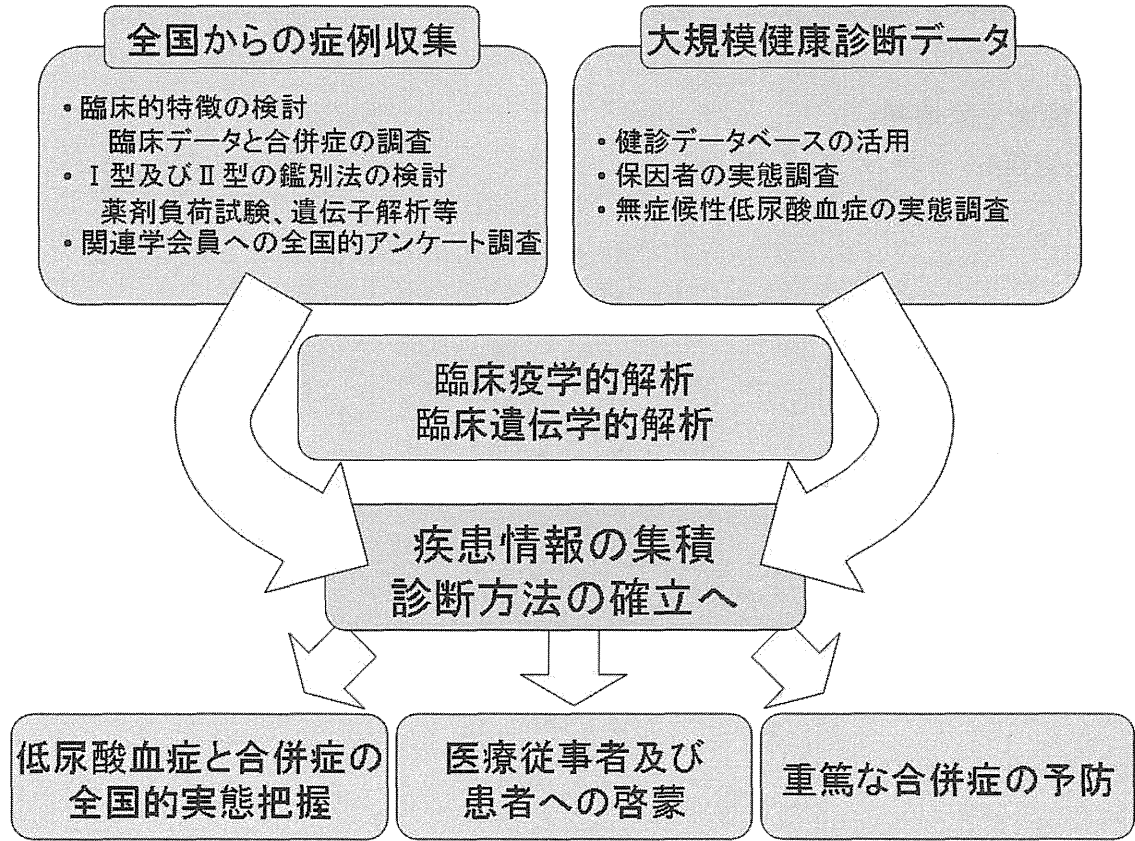 全国からの症例収集
・臨床的特徴の検討
臨床データと合併症の調査
・Ⅰ型及びⅡ型の鑑別法の検討
薬剤負荷試験、遺伝子解析等
・関連学会員への全国的アンケート調査
大規模健康診断データ
・健診データベースの活用
・保因者の実態調査
・無症候性低尿酸血症の実態調査
臨床疫学的解析
臨床遺伝学的解析
疾患情報の集積
診断方法の確立へ
低尿酸血症と合併症の
全国的実態把握
医療従事者及び
患者への啓蒙
重篤な合併症の予防